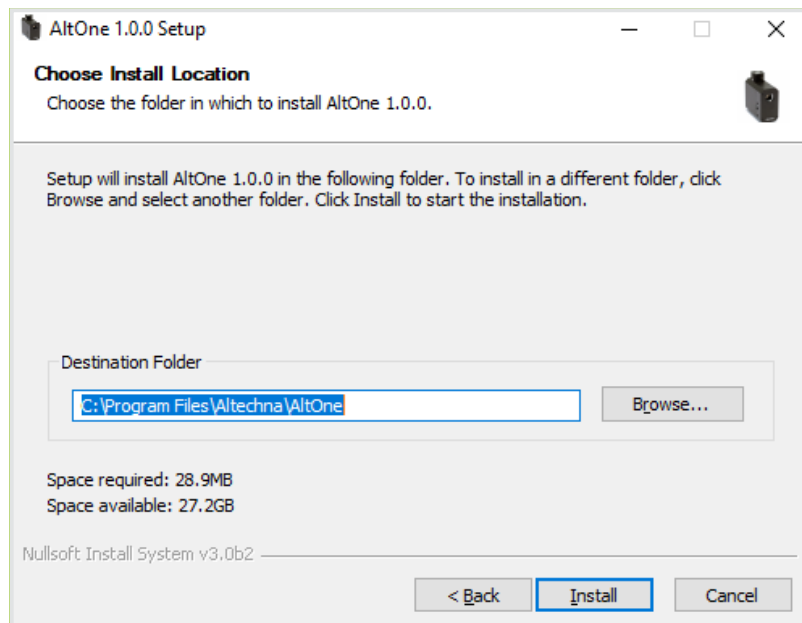 AltOne 1.0.0 Setup
Choose Install Location
Choose the folder in which to install AltOne 1.0.0.
Setup will install AltOne 1.0.0 in the following folder. To install in a different folder, click
Browse and select another folder. Click Install to start the installation.
Destination Folder
C:\Program Files\Altechna\AltOne
Browse...
Space required: 28.9MB
Space available: 27.2GB
Nullsoft Install System v3.0b2
< Back
Install
Cancel